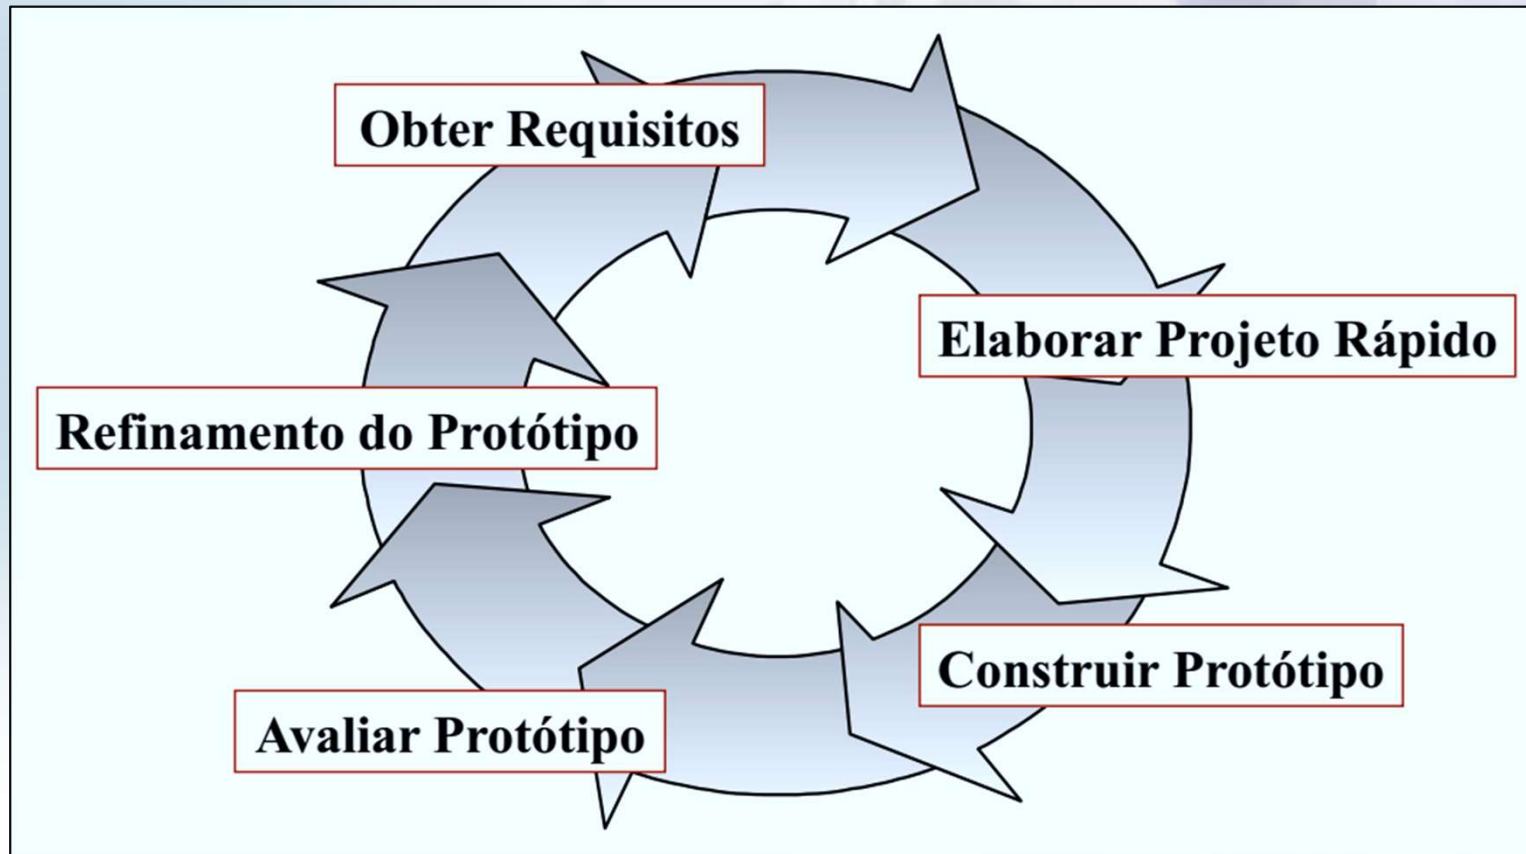 Obter Requisitos
Elaborar Projeto Rápido
Refinamento do Protótipo
Construir Protótipo
Avaliar Protótipo